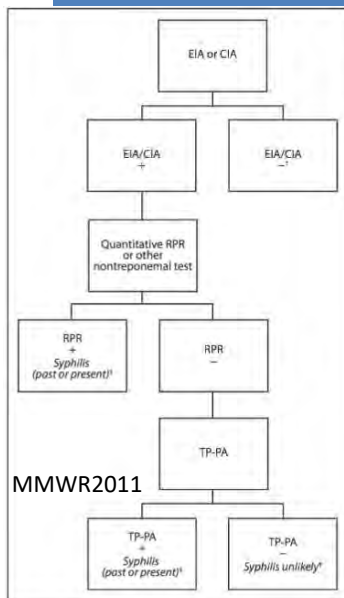 EIA or CIA
EIA/CIA
+
EIA/CIA
−†
Quantitative RPR
or other
nontreponemal test
RPR
+
Syphilis
(past or present)§
RPR
−
TP-PA
MMWR2011
TP-PA
+
Syphilis
(past or present)§
TP-PA
−
Syphilis unlikely¶